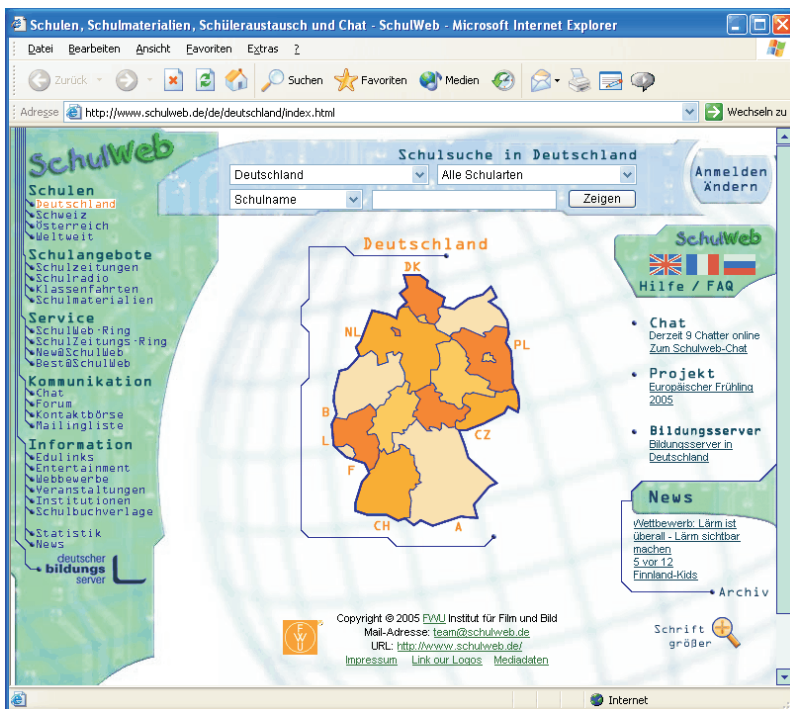 Schulen, Schulmaterialien, Schüleraustausch und Chat - SchulWeb - Microsoft Internet Explorer
Datei Bearbeiten Ansicht Favoriten Extras ?
Zurück Suchen Favoriten Medien
Adresse http://www.schulweb.de/de/deutschland/index.html Wechseln zu
SchulWeb
Schulen
Deutschland
Schweiz
Österreich
Weltweit
Schulangebote
Schulzeitungen
Schulradio
Klassenfahrten
Schulmaterialien
Service
SchulWeb-Ring
SchulZeitungs-Ring
New@SchulWeb
Best@SchulWeb
Kommunikation
Chat
Forum
Kontaktbörse
Mailingliste
Information
Edulinks
Entertainment
Webbewerbe
Veranstaltungen
Institutionen
Schulbuchverlage
Statistik
News
deutscher
bildungs
server
Schulsuche in Deutschland
Deutschland Alle Schularten
Schulname Zeigen
Anmelden
Ändern
Deutschland
DK
NL
PL
B
L
CZ
F
CH
A
SchulWeb
Hilfe / FAQ
Chat
Derzeit 9 Chatter online
Zum Schulweb-Chat
Projekt
Europäischer Frühling
2005
Bildungsserver
Bildungsserver in
Deutschland
News
Wettbewerb: Lärm ist
überall - Lärm sichtbar
machen
5 vor 12
Finnland-Kids
Archiv
Schrift
größer
FWU
Copyright © 2005 FWU Institut für Film und Bild
Mail-Adresse: team@schulweb.de
URL: http://www.schulweb.de/
Impressum Link our Logos Mediadaten
Internet